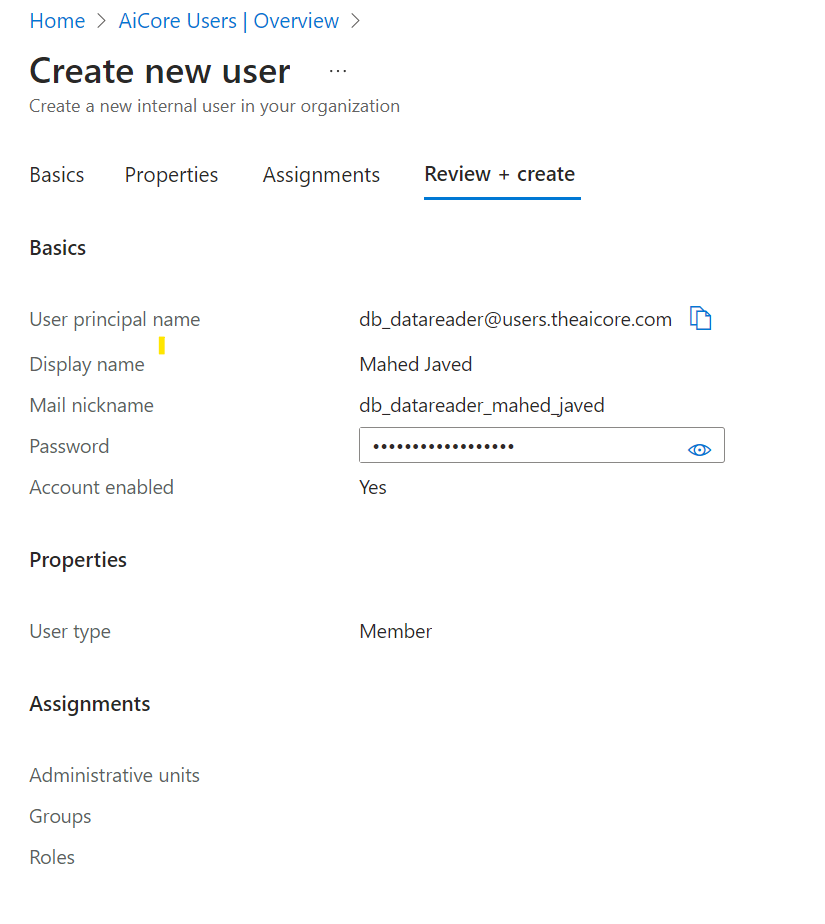 Home > AiCore Users | Overview >
Create new user ...
Create a new internal user in your organization
Basics Properties Assignments Review + create
Basics
User principal name db_datareader@users.theaicore.com
Display name Mahed Javed
Mail nickname db_datareader_mahed_javed
Password ••••••••••••••••••
Account enabled Yes
Properties
User type Member
Assignments
Administrative units
Groups
Roles